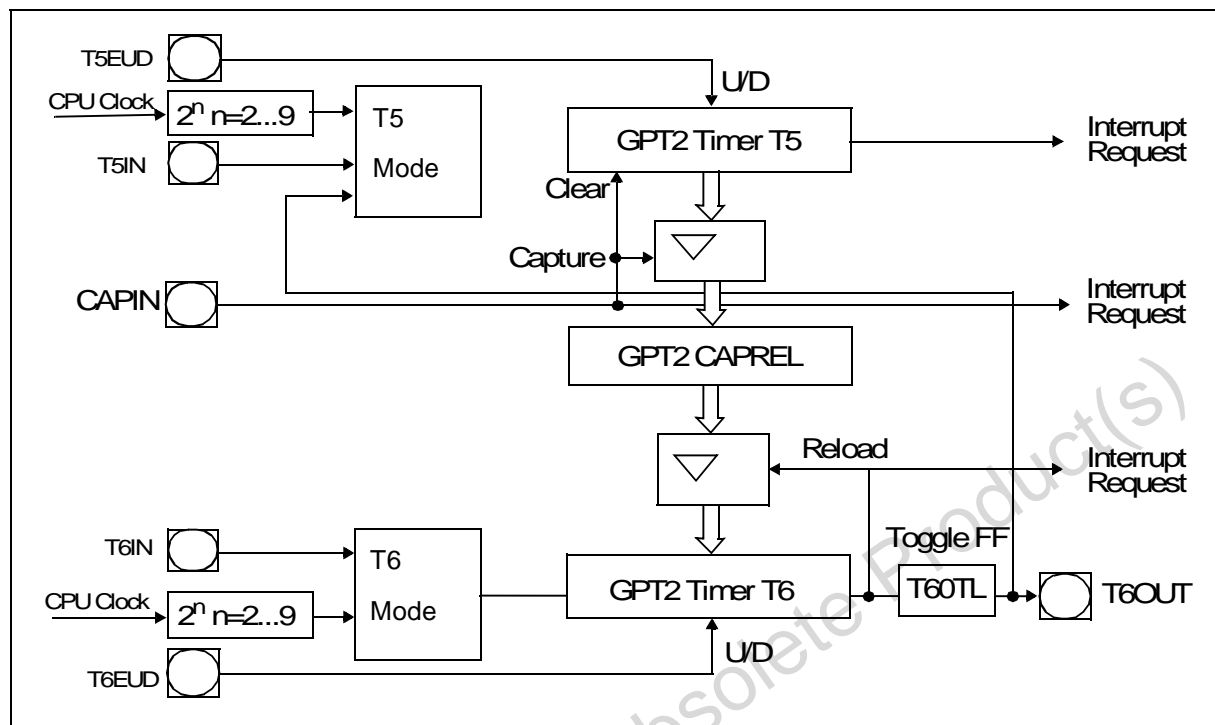 T5EUD
U/D
CPU Clock
2ⁿ n=2...9
T5
Mode
GPT2 Timer T5
Interrupt
Request
T5IN
Clear
Capture
CAPIN
Interrupt
Request
GPT2 CAPREL
Reload
Interrupt
Request
T6IN
T6
Mode
Toggle FF
GPT2 Timer T6
T60TL
T6OUT
CPU Clock
2ⁿ n=2...9
U/D
T6EUD
bsolete Product(s)